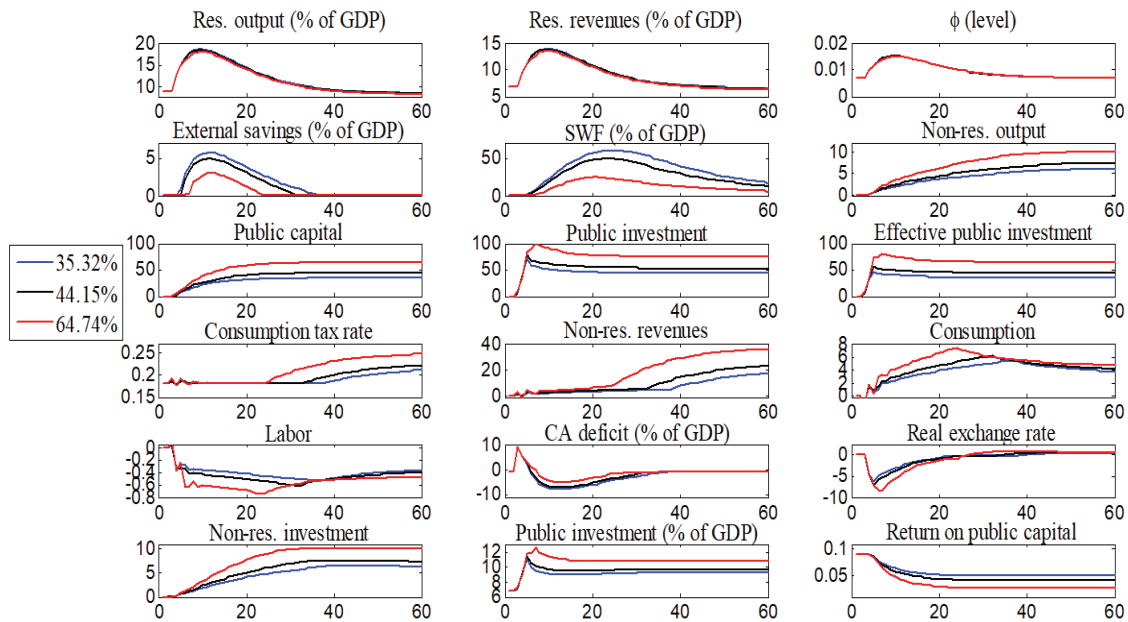 Res. output (% of GDP)
Res. revenues (% of GDP)
ϕ (level)
20
15
10
0 20 40 60
15
10
5
0 20 40 60
0.02
0.01
0
0 20 40 60
External savings (% of GDP)
SWF (% of GDP)
Non-res. output
5
0
0 20 40 60
50
0
0 20 40 60
10
5
0
0 20 40 60
Public capital
Public investment
Effective public investment
100
50
0
0 20 40 60
100
50
0
0 20 40 60
100
50
0
0 20 40 60
35.32%
44.15%
64.74%
Consumption tax rate
Non-res. revenues
Consumption
0.25
0.2
0.15
0 20 40 60
40
20
0
0 20 40 60
8
6
4
2
0
0 20 40 60
Labor
CA deficit (% of GDP)
Real exchange rate
0
-0.2
-0.4
-0.6
-0.8
0 20 40 60
10
0
-10
0 20 40 60
5
0
-5
-10
0 20 40 60
Non-res. investment
Public investment (% of GDP)
Return on public capital
10
5
0
0 20 40 60
12
10
8
6
0 20 40 60
0.1
0.05
0 20 40 60